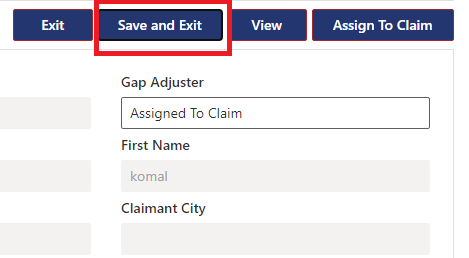 Exit Save and Exit View Assign To Claim
Gap Adjuster
Assigned To Claim
First Name
komal
Claimant City